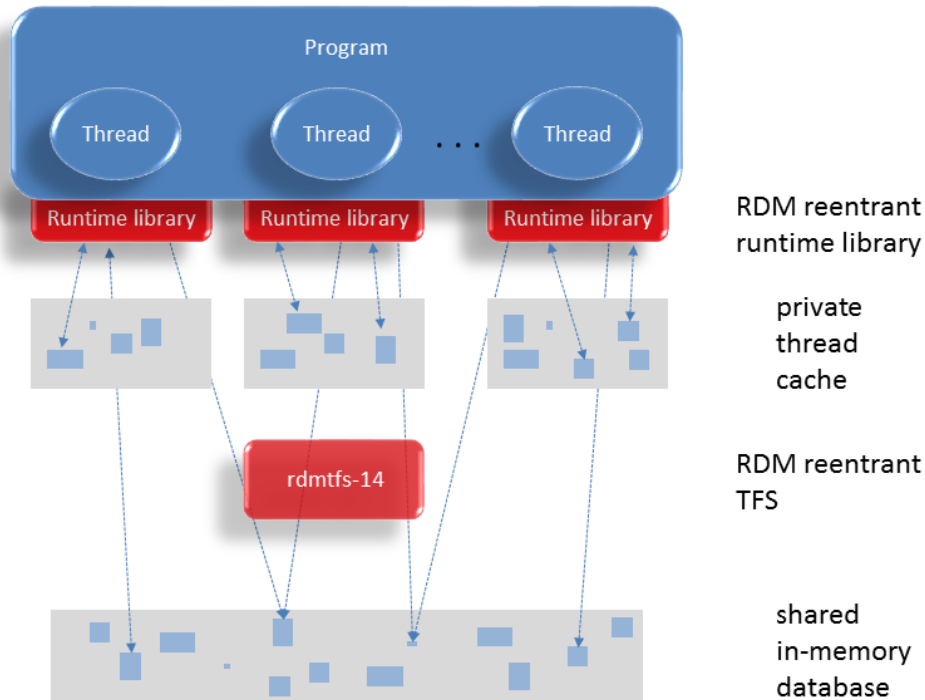 Program
Thread
Thread
. . .
Thread
Runtime library
Runtime library
Runtime library
RDM reentrant
runtime library
private
thread
cache
rdmtfs-14
RDM reentrant
TFS
shared
in-memory
database